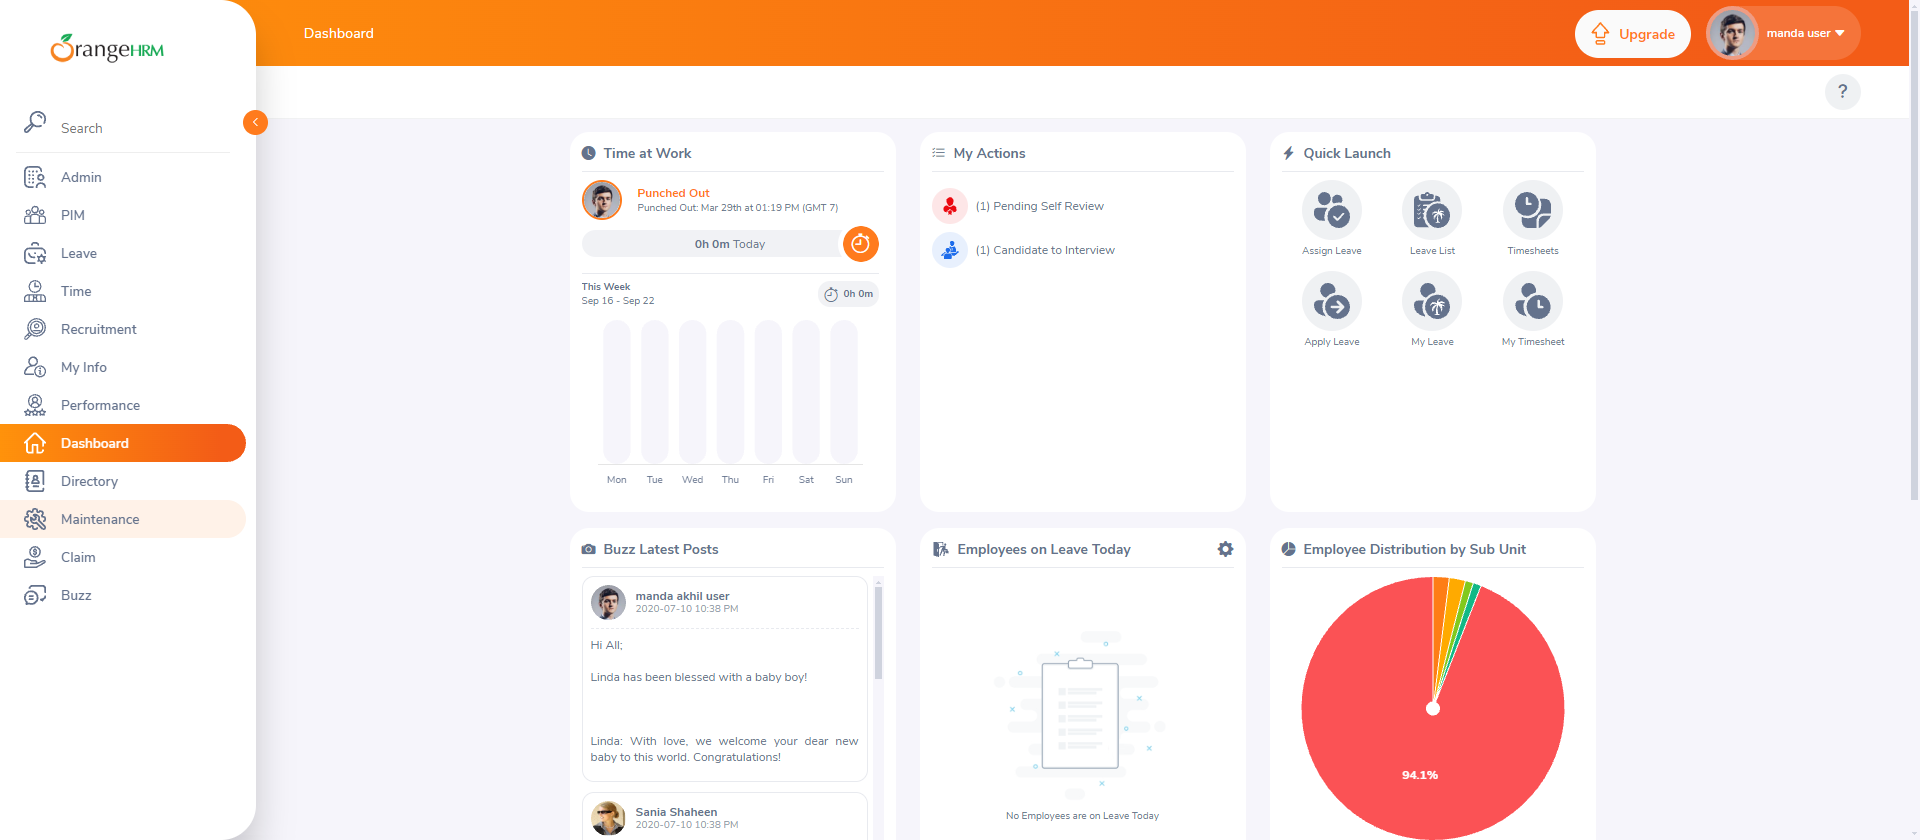 OrangeHRM
Dashboard
Upgrade
manda user
?
Search
Admin
PIM
Leave
Time
Recruitment
My Info
Performance
Dashboard
Directory
Maintenance
Claim
Buzz
Time at Work
Punched Out
Punched Out: Mar 29th at 01:19 PM (GMT 7)
0h 0m Today
This Week
Sep 16 - Sep 22
0h 0m
Mon Tue Wed Thu Fri Sat Sun
My Actions
(1) Pending Self Review
(1) Candidate to Interview
Quick Launch
Assign Leave
Leave List
Timesheets
Apply Leave
My Leave
My Timesheet
Buzz Latest Posts
manda akhil user
2020-07-10 10:38 PM
Hi All;
Linda has been blessed with a baby boy!
Linda: With love, we welcome your dear new
baby to this world. Congratulations!
Sania Shaheen
2020-07-10 10:38 PM
Employees on Leave Today
No Employees are on Leave Today
Employee Distribution by Sub Unit
94.1%